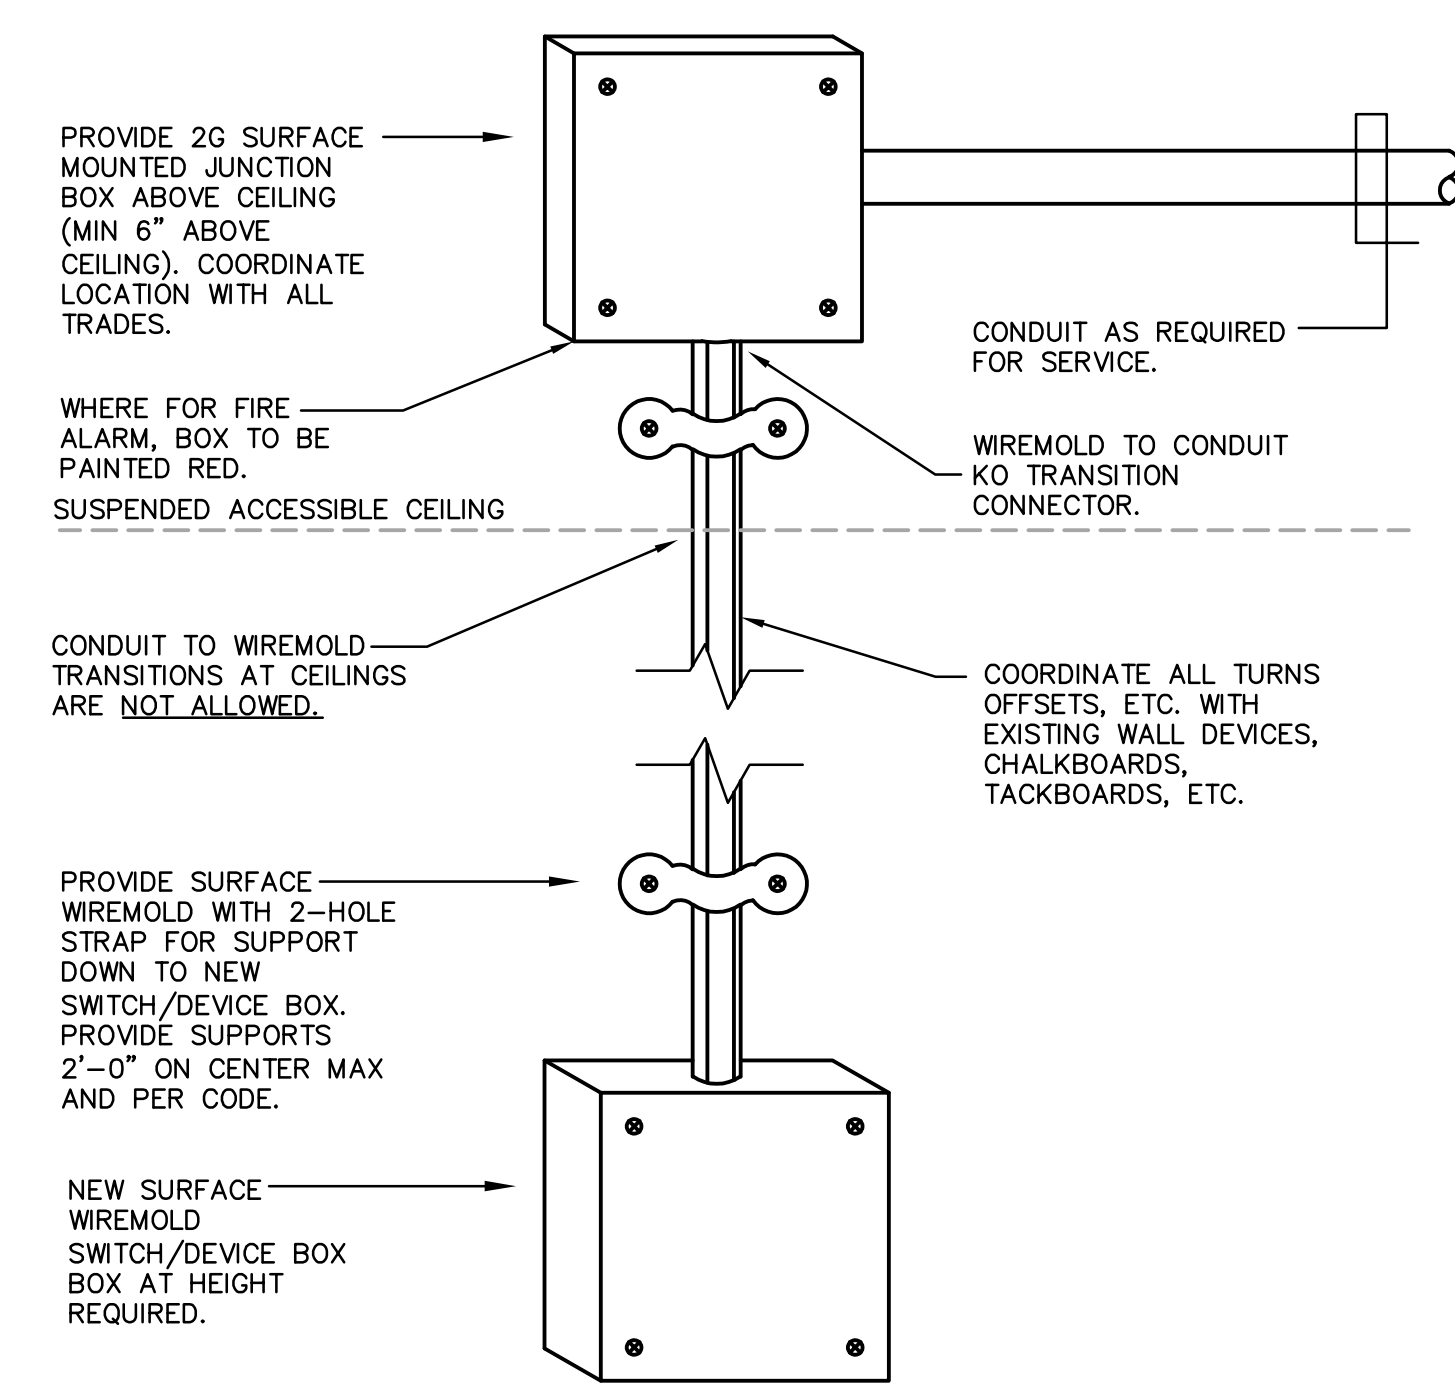 PROVIDE 2G SURFACE
MOUNTED JUNCTION
BOX ABOVE CEILING
(MIN 6” ABOVE
CEILING). COORDINATE
LOCATION WITH ALL
TRADES.
CONDUIT AS REQUIRED
FOR SERVICE.
WHERE FOR FIRE
ALARM, BOX TO BE
PAINTED RED.
WIREMOLD TO CONDUIT
KO TRANSITION
CONNECTOR.
SUSPENDED ACCESSIBLE CEILING
CONDUIT TO WIREMOLD
TRANSITIONS AT CEILINGS
ARE NOT ALLOWED.
COORDINATE ALL TURNS
OFFSETS, ETC. WITH
EXISTING WALL DEVICES,
CHALKBOARDS,
TACKBOARDS, ETC.
PROVIDE SURFACE
WIREMOLD WITH 2-HOLE
STRAP FOR SUPPORT
DOWN TO NEW
SWITCH/DEVICE BOX.
PROVIDE SUPPORTS
2’-0” ON CENTER MAX
AND PER CODE.
NEW SURFACE
WIREMOLD
SWITCH/DEVICE BOX
BOX AT HEIGHT
REQUIRED.